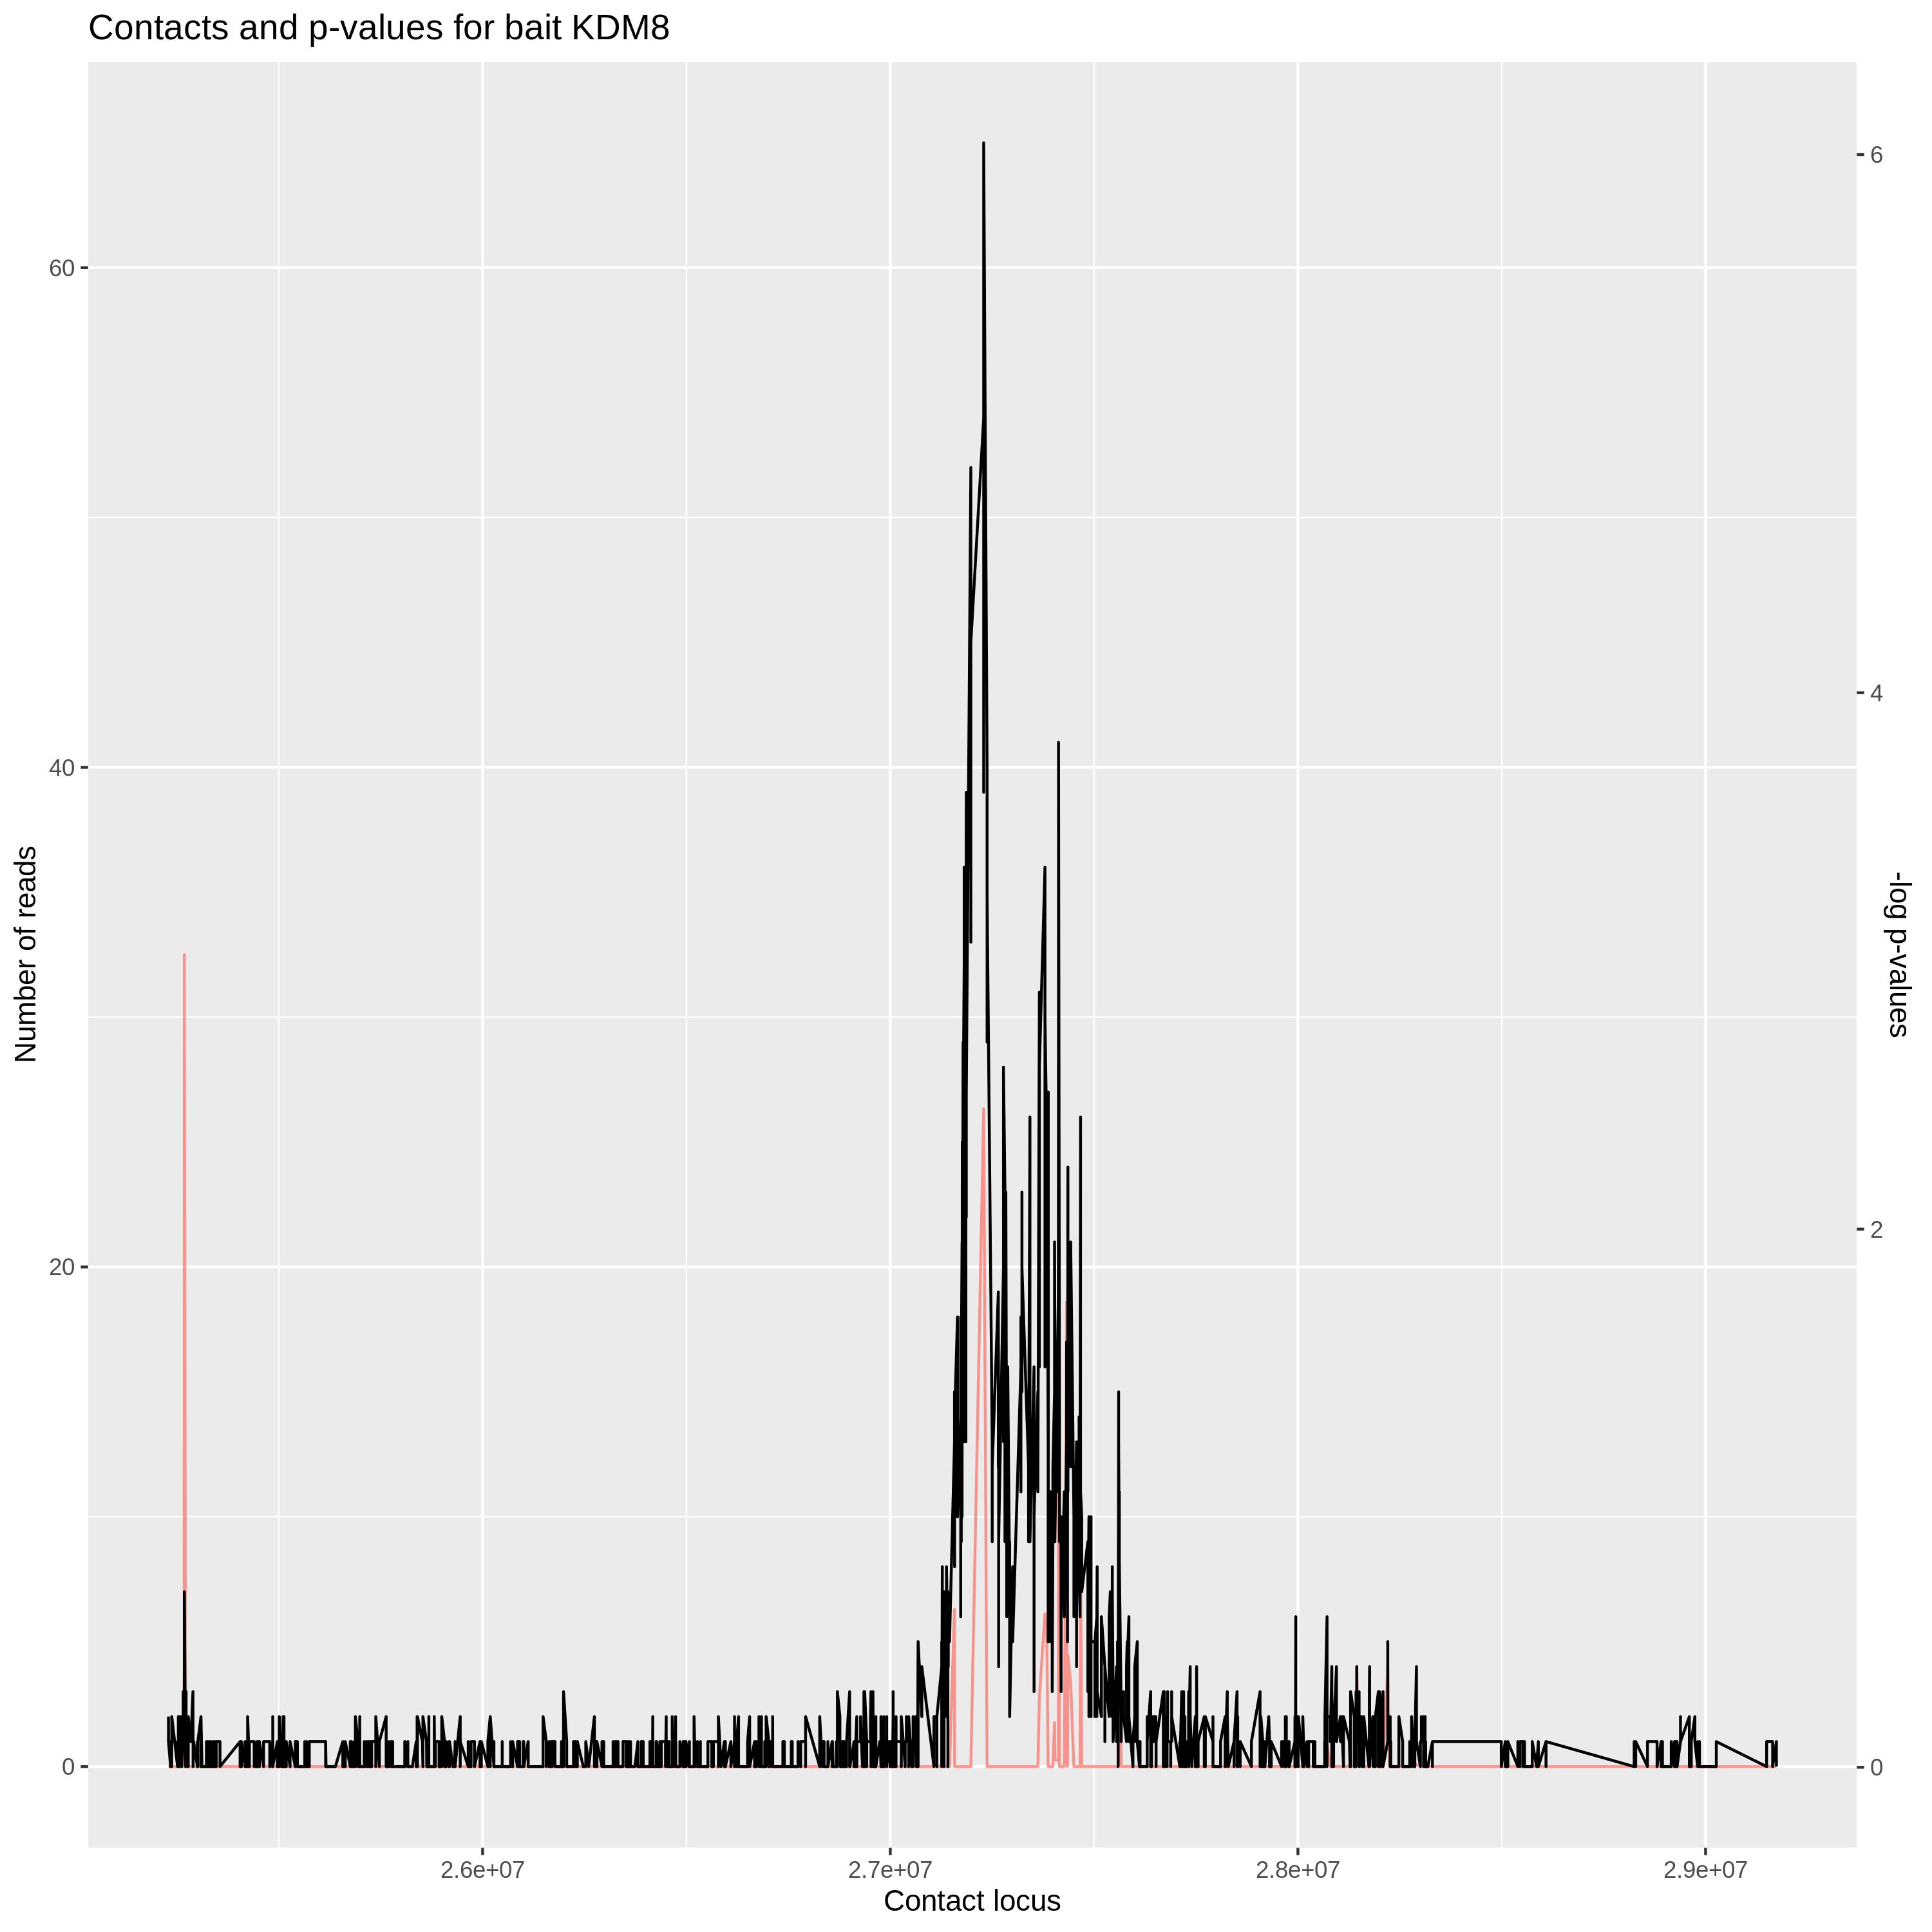 Contacts and p-values for bait KDM8
6
60
4
40
Number of reads
-log p-values
2
20
0
0
2.6e+07
2.7e+07
2.8e+07
2.9e+07
Contact locus